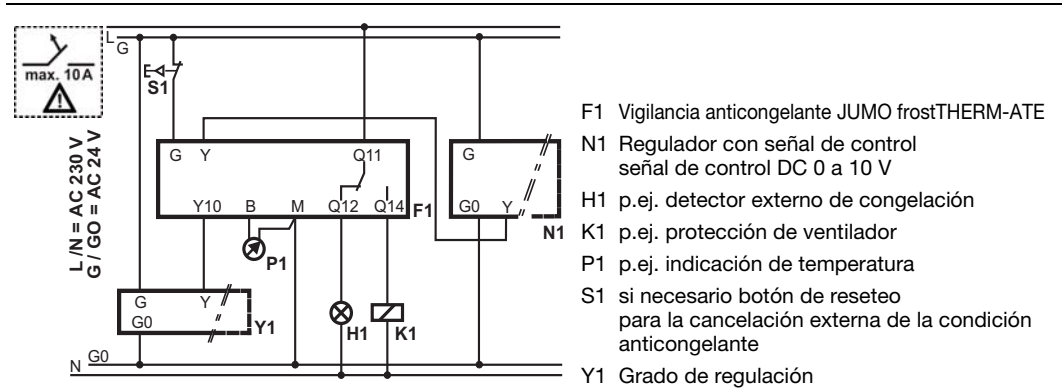 L
G
max. 10 A
S1
L /N = AC 230 V
G / GO = AC 24 V
G Y Q11
Y10 B M Q12 Q14 F1
G
G0 Y
N1
P1
G Y
G0
Y1
H1
K1
N G0
F1 Vigilancia anticongelante JUMO frostTHERM-ATE
N1 Regulador con señal de control
señal de control DC 0 a 10 V
H1 p.ej. detector externo de congelación
K1 p.ej. protección de ventilador
P1 p.ej. indicación de temperatura
S1 si necesario botón de reseteo
para la cancelación externa de la condición
anticongelante
Y1 Grado de regulación